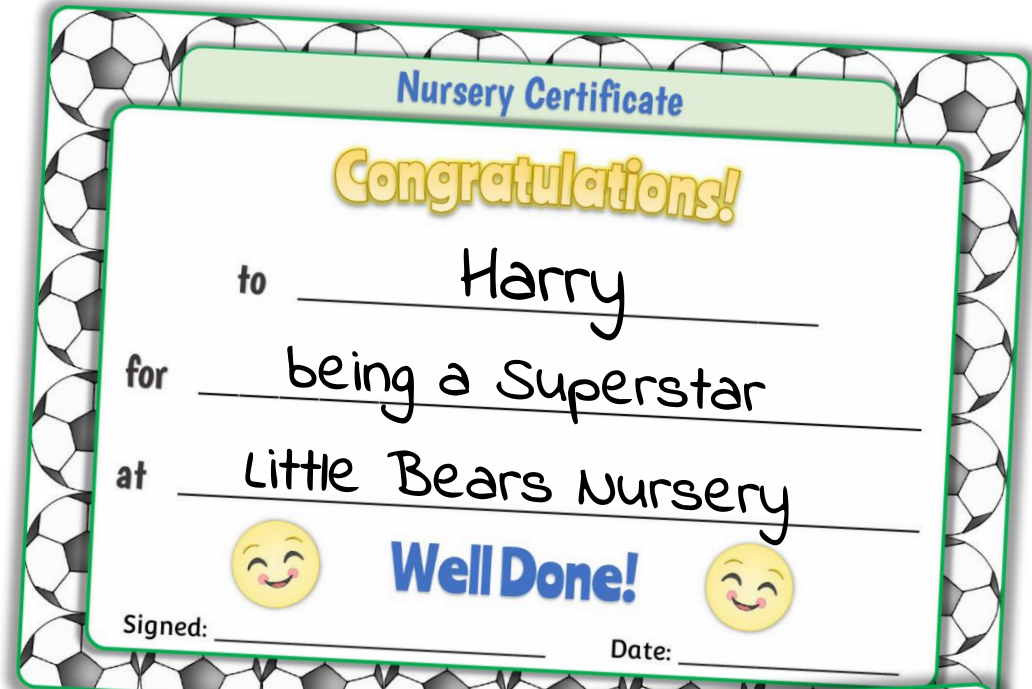 Nursery Certificate
Congratulations!
to Harry
for being a Superstar
at Little Bears Nursery
Well Done!
Signed:
Date: